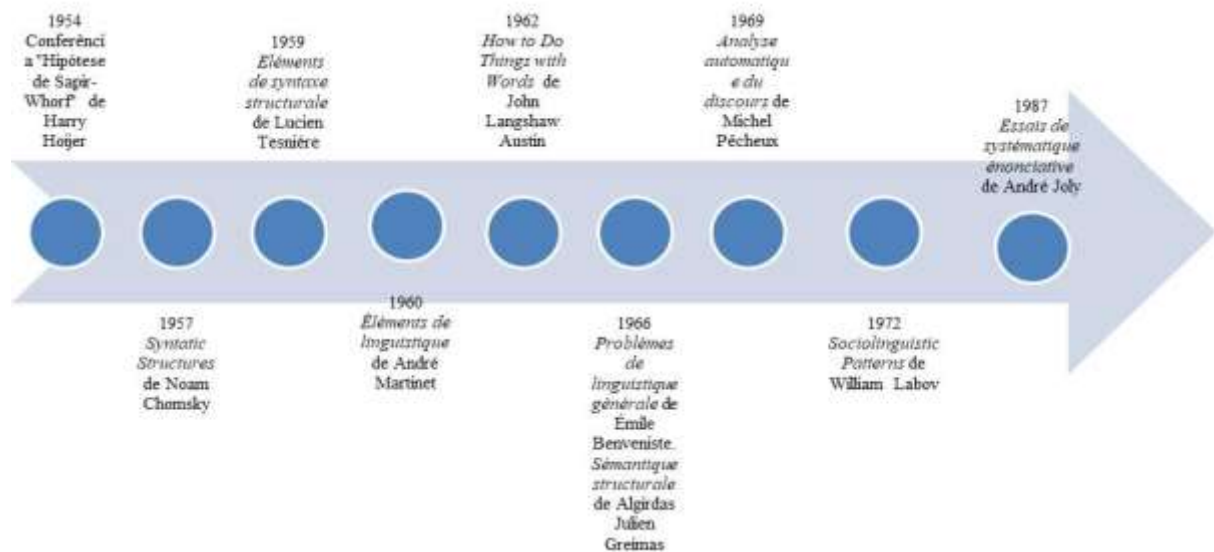 1954
Conferênci
a "Hipótese
de Sapir-
Whorf" de
Harry
Hoijer
1957
Syntatic
Structures
de Noam
Chomsky
1959
Eléments
de syntaxe
structurale
de Lucien
Tesnière
1960
Éléments de
linguistique
de André
Martinet
1962
How to Do
Things with
Words de
John
Langshaw
Austin
1966
Problèmes
de
linguistique
générale de
Émile
Benveniste.
Sémantique
structurale
de Algirdas
Julien
Greimas
1969
Analyse
automatiqu
e du
discours de
Michel
Pêcheux
1972
Sociolinguistic
Patterns de
William Labov
1987
Essais de
systématique
énonciative
de André Joly